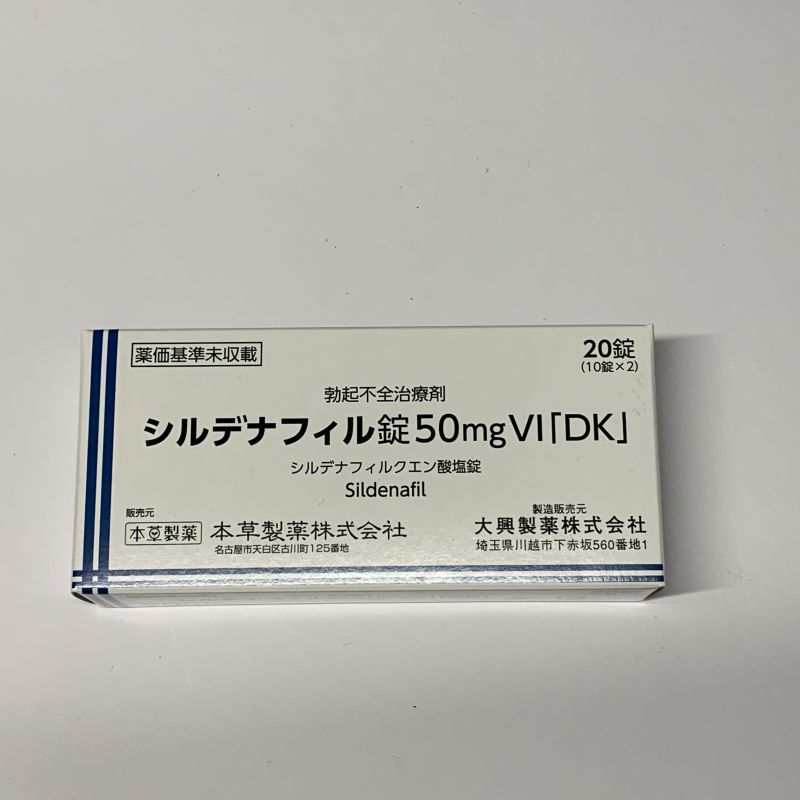 薬価基準未収載
20錠
(10錠×2)
勃起不全治療剤
シルデナフィル錠50mgVI｢DK｣
シルデナフィルクエン酸塩錠
Sildenafil
販売元
本草製薬 本草製薬株式会社
名古屋市天白区古川町125番地
製造販売元
大興製薬株式会社
埼玉県川越市下赤坂560番地1